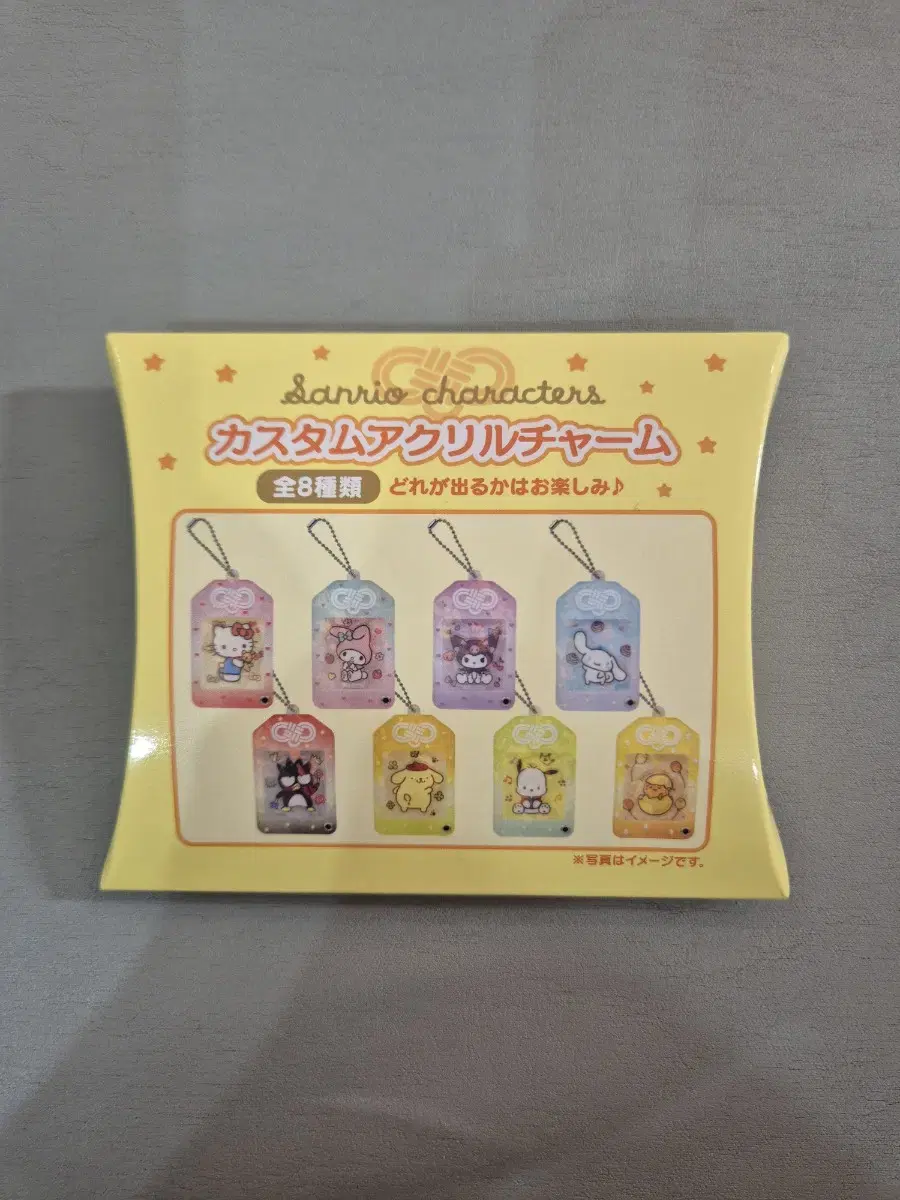 Sanrio characters
カスタムアクリルチャーム
全8種類 どれが出るかはお楽しみ♪
※写真はイメージです。